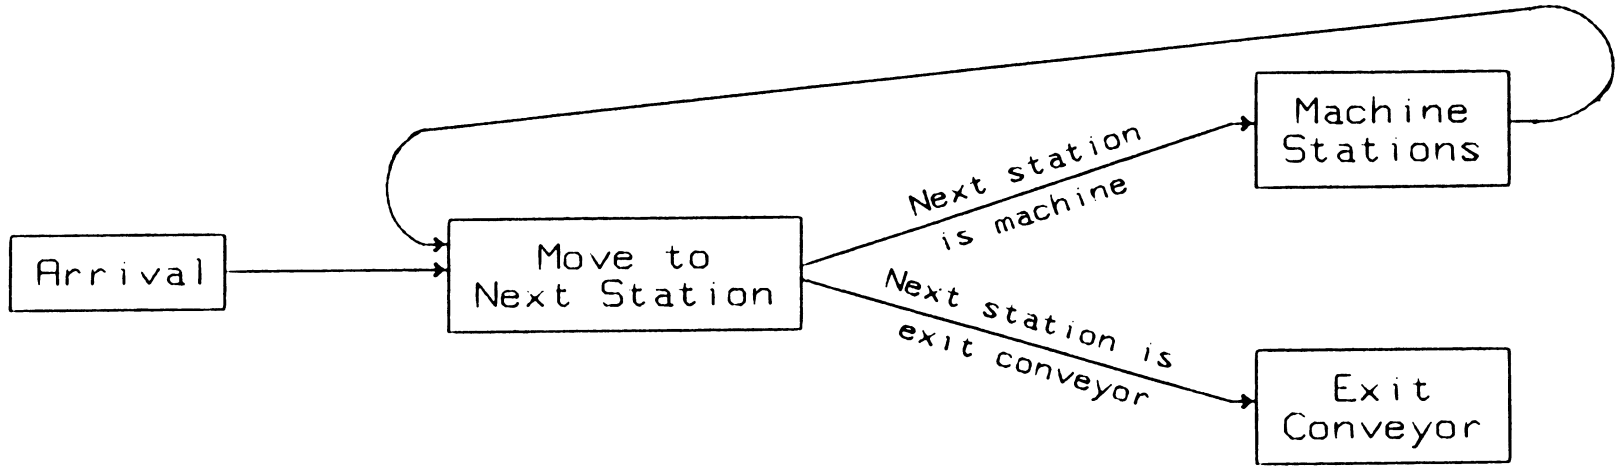 Machine
Stations
Next station
is machine
Arrival
Move to
Next Station
Next station is
exit conveyor
Exit
Conveyor